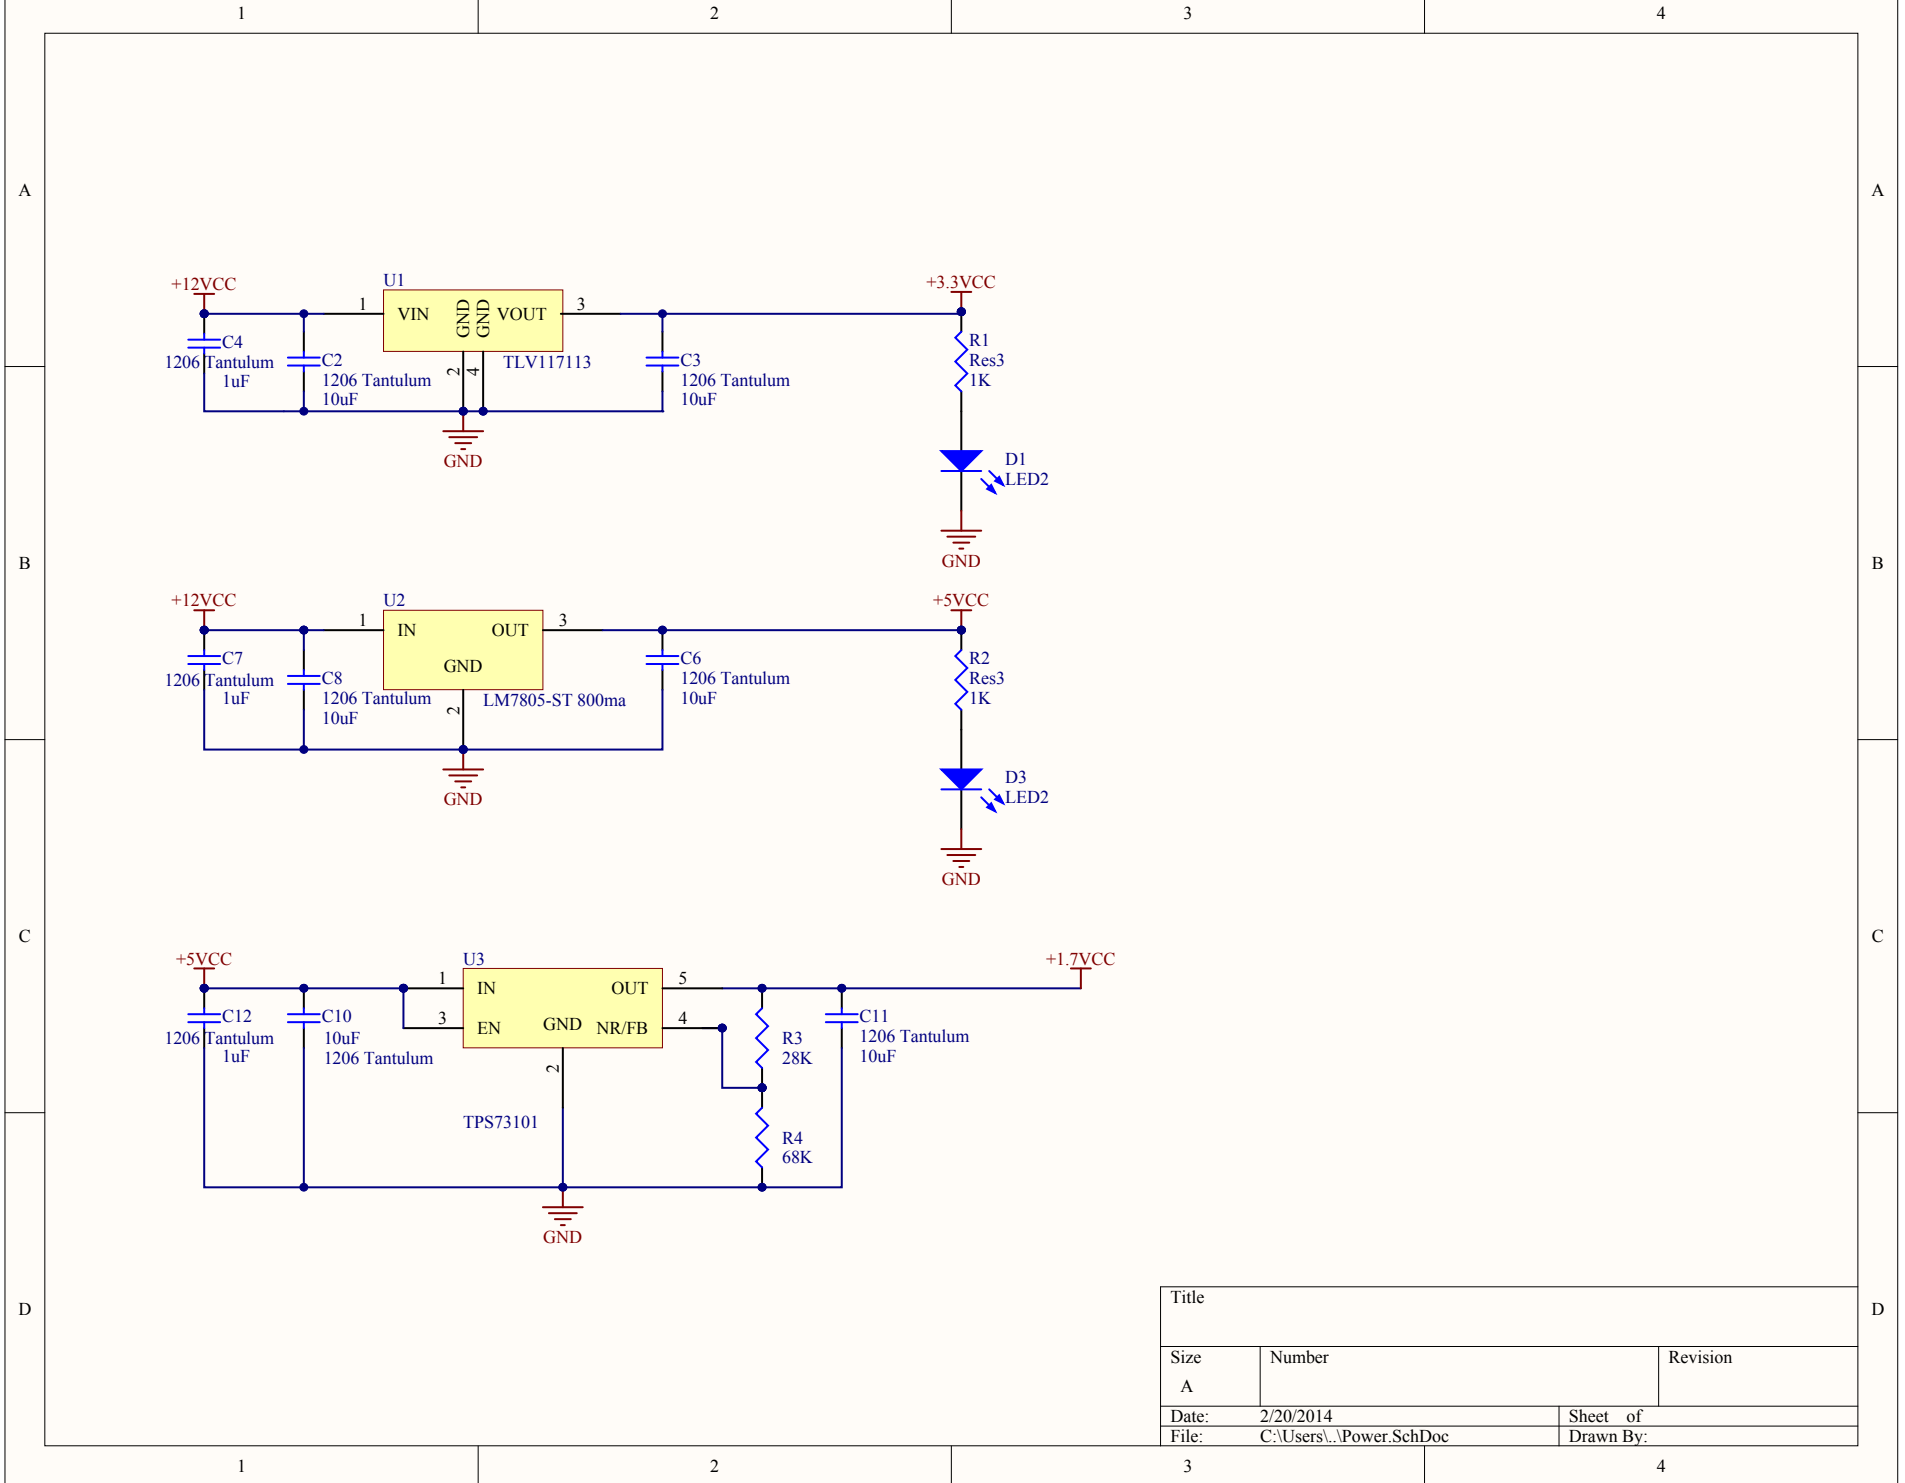 1 2 3 4
A A
+12VCC
U1
1
VIN
GND
GND
VOUT
3
2
4
TLV117113
C4
1206 Tantulum
1uF
C2
1206 Tantulum
10uF
C3
1206 Tantulum
10uF
GND
+3.3VCC
R1
Res3
1K
D1
LED2
GND
B B
+12VCC
U2
1
IN
OUT
3
GND
2
LM7805-ST 800ma
C7
1206 Tantulum
1uF
C8
1206 Tantulum
10uF
C6
1206 Tantulum
10uF
GND
+5VCC
R2
Res3
1K
D3
LED2
GND
C C
+5VCC
U3
1
IN
OUT
5
3
EN
GND
NR/FB
4
2
TPS73101
C12
1206 Tantulum
1uF
C10
10uF
1206 Tantulum
R3
28K
R4
68K
C11
1206 Tantulum
10uF
+1.7VCC
GND
D D
Title
Size Number Revision
A
Date: 2/20/2014 Sheet of
File: C:\Users\..\Power.SchDoc Drawn By:
1 2 3 4